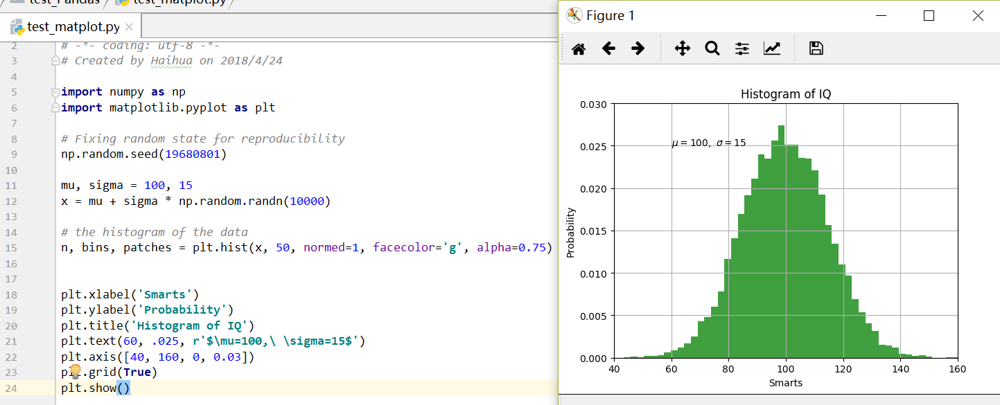 test_Pandas
test_matplot.py
test_matplot.py
2 # -*- coding: utf-8 -*-
3 # Created by Haihua on 2018/4/24
4
5 import numpy as np
6 import matplotlib.pyplot as plt
7
8 # Fixing random state for reproducibility
9 np.random.seed(19680801)
10
11 mu, sigma = 100, 15
12 x = mu + sigma * np.random.randn(10000)
13
14 # the histogram of the data
15 n, bins, patches = plt.hist(x, 50, normed=1, facecolor='g', alpha=0.75)
16
17
18 plt.xlabel('Smarts')
19 plt.ylabel('Probability')
20 plt.title('Histogram of IQ')
21 plt.text(60, .025, r'$\mu=100,\ \sigma=15$')
22 plt.axis([40, 160, 0, 0.03])
23 plt.grid(True)
24 plt.show()
Figure 1
Histogram of IQ
0.030
0.025
0.020
0.015
0.010
0.005
0.000
Probability
μ = 100, σ = 15
40 60 80 100 120 140 160
Smarts